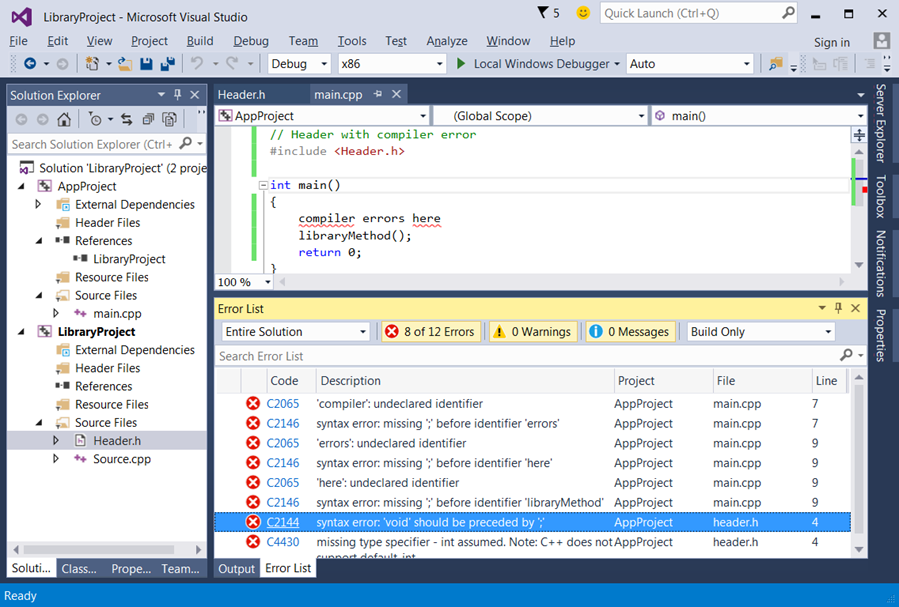 LibraryProject - Microsoft Visual Studio
5
Quick Launch (Ctrl+Q)
File Edit View Project Build Debug Team Tools Test Analyze Window Help
Sign in
Debug x86 Local Windows Debugger Auto
Solution Explorer
Search Solution Explorer (Ctrl+
Solution 'LibraryProject' (2 proje
AppProject
External Dependencies
Header Files
References
LibraryProject
Resource Files
Source Files
main.cpp
LibraryProject
External Dependencies
Header Files
References
Resource Files
Source Files
Header.h
Source.cpp
Soluti... Class... Prope... Team...
Header.h main.cpp
AppProject (Global Scope) main()
// Header with compiler error
#include <Header.h>
int main()
{
compiler errors here
libraryMethod();
return 0;
}
100 %
Error List
Entire Solution 8 of 12 Errors 0 Warnings 0 Messages Build Only
Search Error List
Code Description Project File Line
C2065 'compiler': undeclared identifier AppProject main.cpp 7
C2146 syntax error: missing ';' before identifier 'errors' AppProject main.cpp 7
C2065 'errors': undeclared identifier AppProject main.cpp 9
C2146 syntax error: missing ';' before identifier 'here' AppProject main.cpp 9
C2065 'here': undeclared identifier AppProject main.cpp 9
C2146 syntax error: missing ';' before identifier 'libraryMethod' AppProject main.cpp 9
C2144 syntax error: 'void' should be preceded by ';' AppProject header.h 4
C4430 missing type specifier - int assumed. Note: C++ does not AppProject header.h 4
support default-int
Output Error List
Server Explorer
Toolbox
Notifications
Properties
Ready